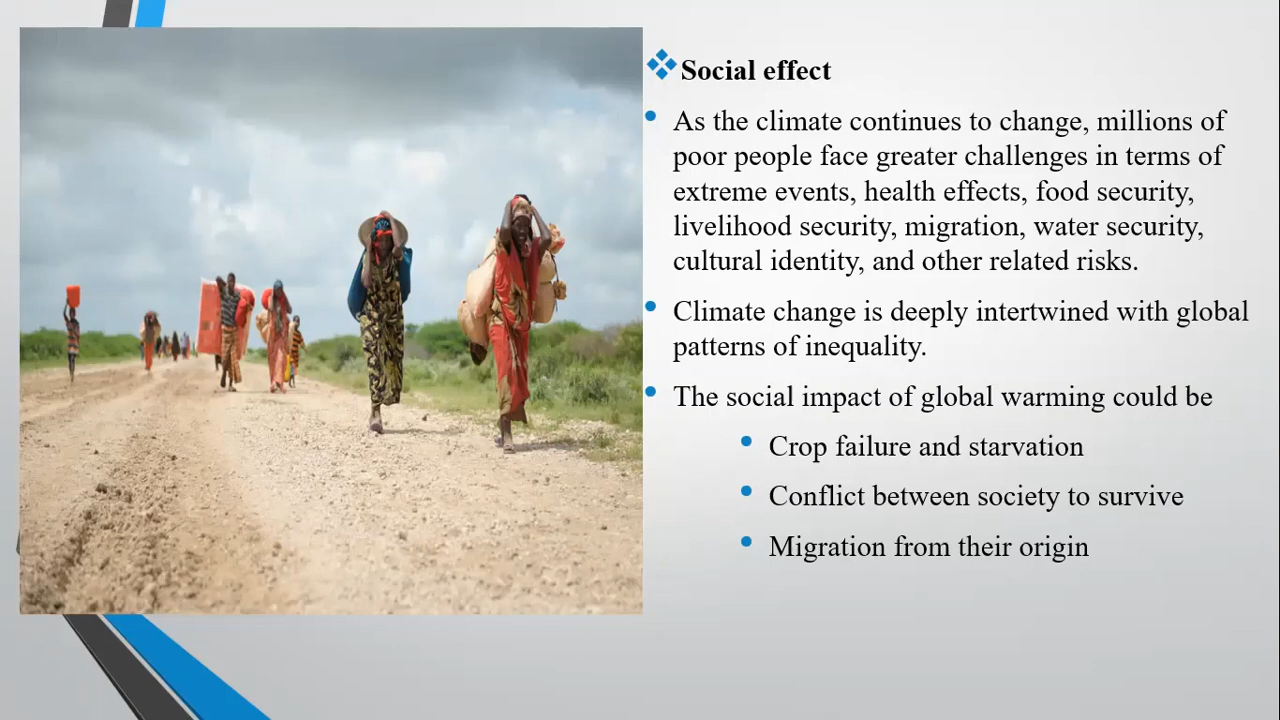 Social effect
As the climate continues to change, millions of
poor people face greater challenges in terms of
extreme events, health effects, food security,
livelihood security, migration, water security,
cultural identity, and other related risks.
Climate change is deeply intertwined with global
patterns of inequality.
The social impact of global warming could be
Crop failure and starvation
Conflict between society to survive
Migration from their origin